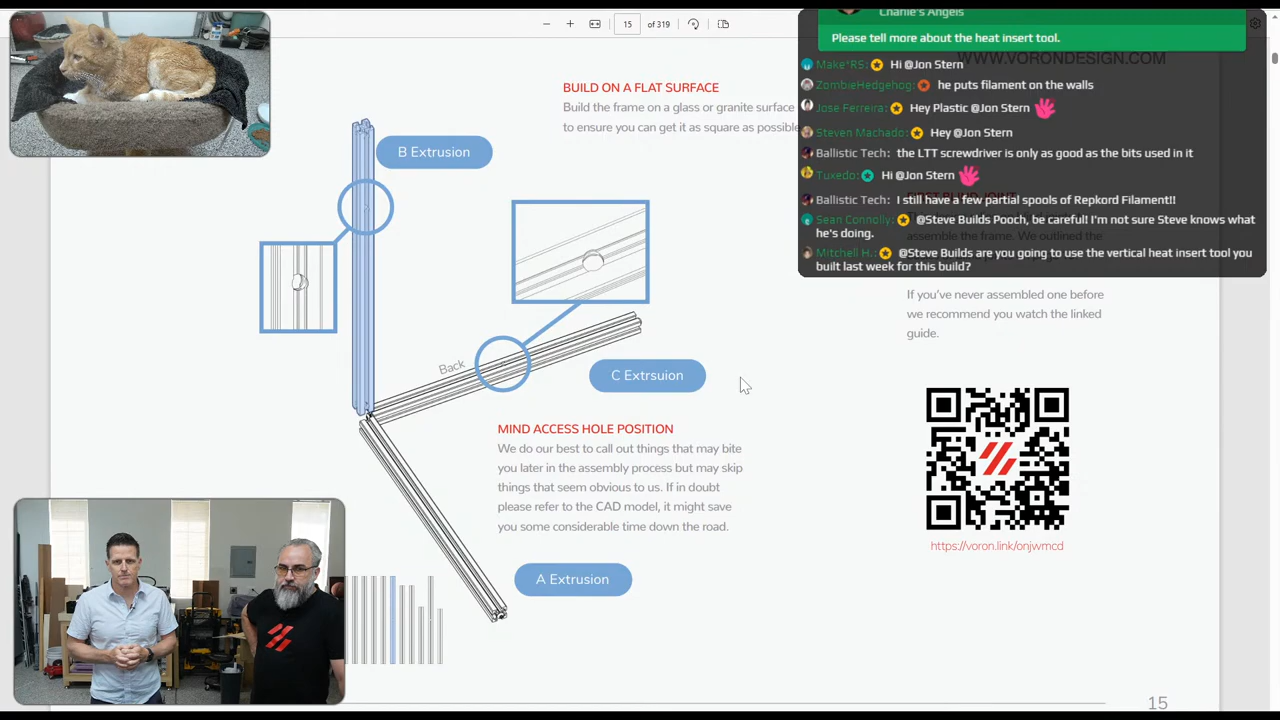 15
of 319
Charlie's Angels
Please tell more about the heat insert tool.
WWW.VORONDESIGN.COM
Make*RS: Hi @Jon Stern
ZombieHedgehog: he puts filament on the walls
Jose Ferreira: Hey Plastic @Jon Stern
Steven Machado: Hey @Jon Stern
Ballistic Tech: the LTT screwdriver is only as good as the bits used in it
Tuxedo: Hi @Jon Stern
Ballistic Tech: I still have a few partial spools of Repkord Filament!!
Sean Connolly: @Steve Builds Pooch, be careful! I'm not sure Steve knows what
he's doing.
Mitchell H.: @Steve Builds are you going to use the vertical heat insert tool you
built last week for this build?
BUILD ON A FLAT SURFACE
Build the frame on a glass or granite surface
to ensure you can get it as square as possible
B Extrusion
FIRST BLIND JOINT
assemble the frame. We outlined the
If you've never assembled one before
we recommend you watch the linked
guide.
Back
C Extrsuion
MIND ACCESS HOLE POSITION
We do our best to call out things that may bite
you later in the assembly process but may skip
things that seem obvious to us. If in doubt
please refer to the CAD model, it might save
you some considerable time down the road.
https://voron.link/onjwmcd
A Extrusion
15